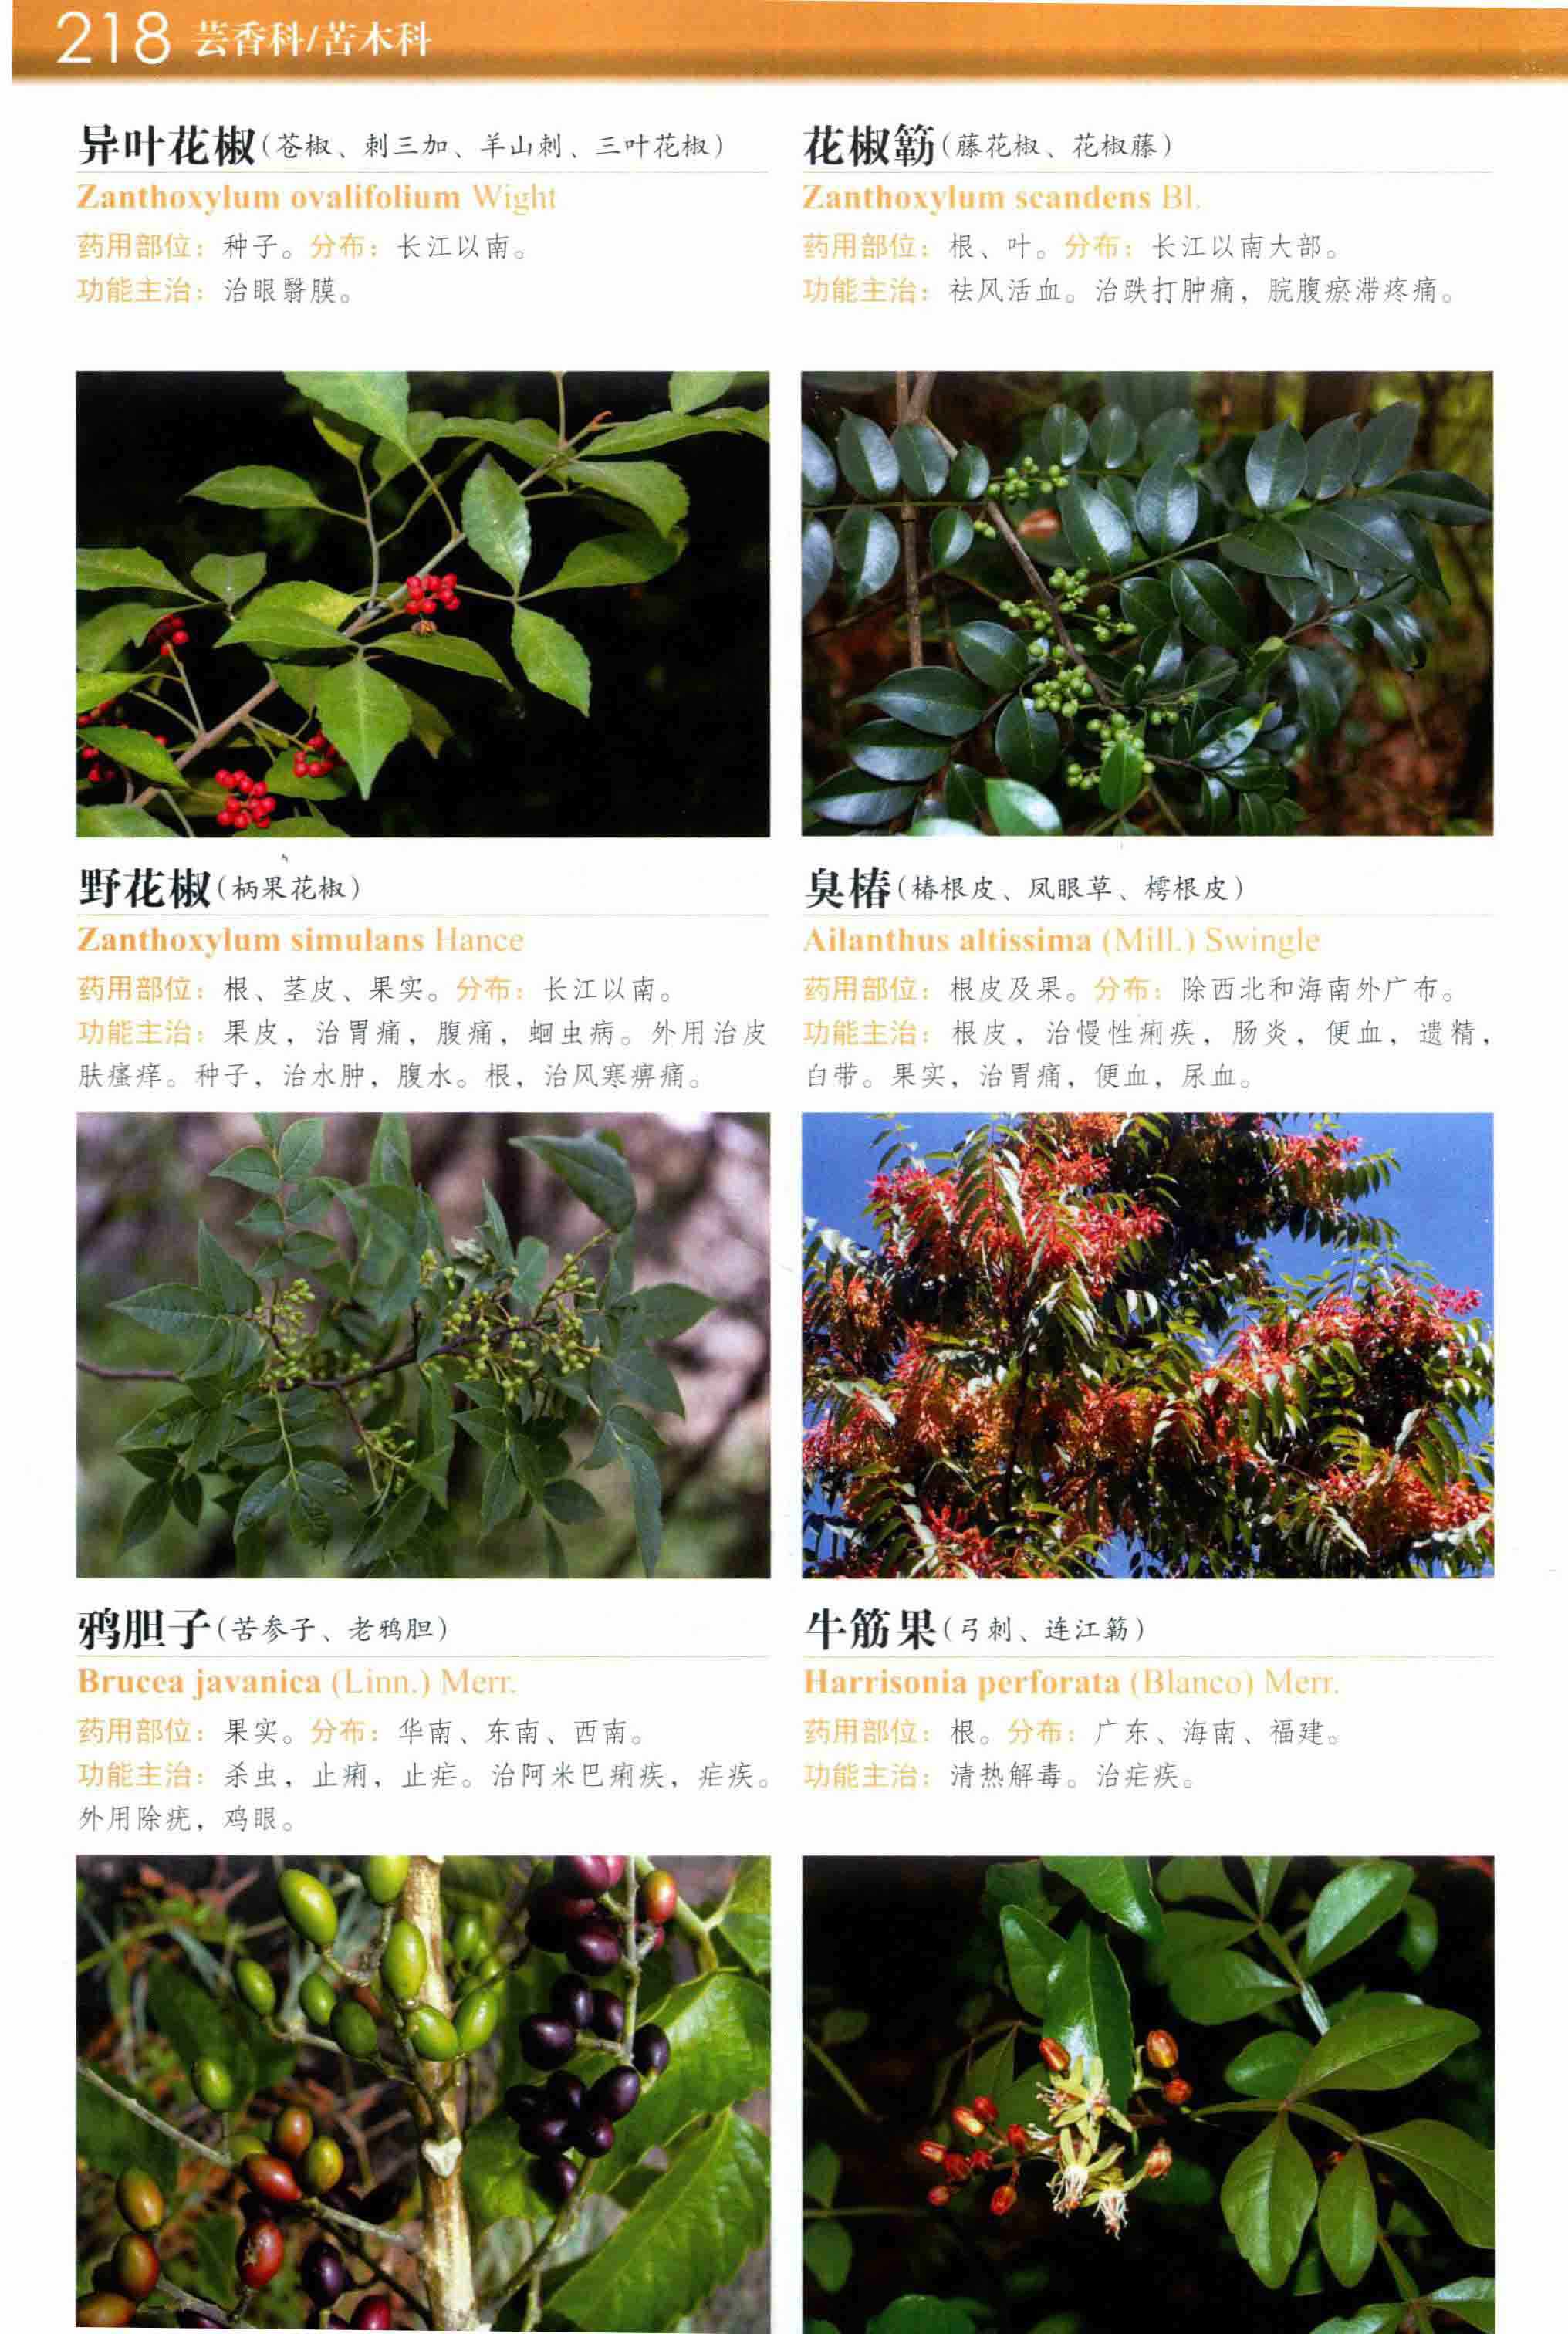 218 芸香科/苦木科
异叶花椒(苍椒、刺三加、羊山刺、三叶花椒)
Zanthoxylum ovalifolium Wight
药用部位：种子。分布：长江以南。
功能主治：治眼翳膜。
花椒簕(藤花椒、花椒藤)
Zanthoxylum scandens Bl.
药用部位：根、叶。分布：长江以南大部。
功能主治：祛风活血。治跌打肿痛，脘腹瘀滞疼痛。
野花椒(柄果花椒)
Zanthoxylum simulans Hance
药用部位：根、茎皮、果实。分布：长江以南。
功能主治：果皮，治胃痛，腹痛，蛔虫病。外用治皮
肤瘙痒。种子，治水肿，腹水。根，治风寒痹痛。
臭椿(椿根皮、凤眼草、樗根皮)
Ailanthus altissima (Mill.) Swingle
药用部位：根皮及果。分布：除西北和海南外广布。
功能主治：根皮，治慢性痢疾，肠炎，便血，遗精，
白带。果实，治胃痛，便血，尿血。
鸦胆子(苦参子、老鸦胆)
Brucea javanica (Linn.) Merr.
药用部位：果实。分布：华南、东南、西南。
功能主治：杀虫，止痢，止疟。治阿米巴痢疾，疟疾。
外用除疣，鸡眼。
牛筋果(弓刺、连江簕)
Harrisonia perforata (Blanco) Merr.
药用部位：根。分布：广东、海南、福建。
功能主治：清热解毒。治疟疾。